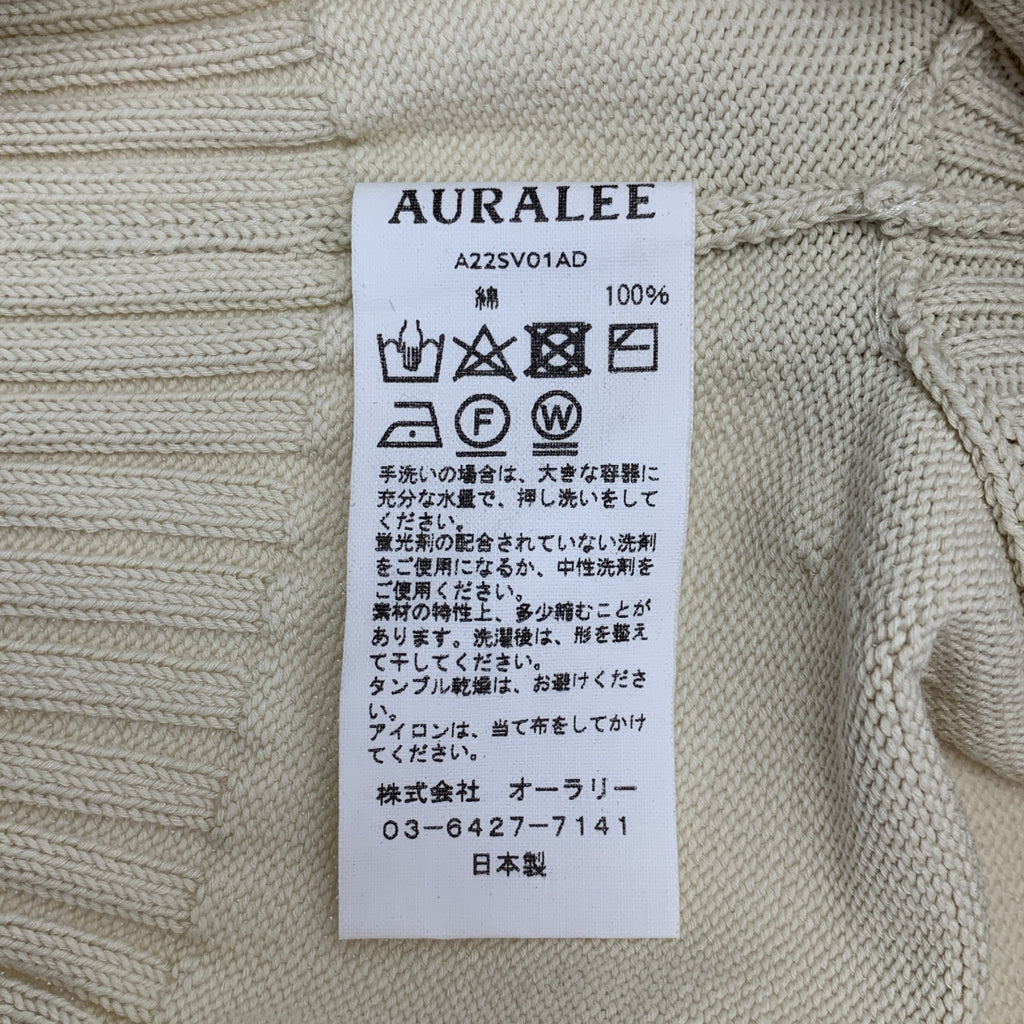 AURALEE
A22SV01AD
綿 100%
F W
手洗いの場合は、大きな容器に
充分な水量で、押し洗いをして
ください。
蛍光剤の配合されていない洗剤
をご使用になるか、中性洗剤を
ご使用ください。
素材の特性上、多少縮むことが
あります。洗濯後は、形を整え
て干してください。
タンブル乾燥は、お避けくださ
い。
アイロンは、当て布をしてかけ
てください。
株式会社 オーラリー
03-6427-7141
日本製